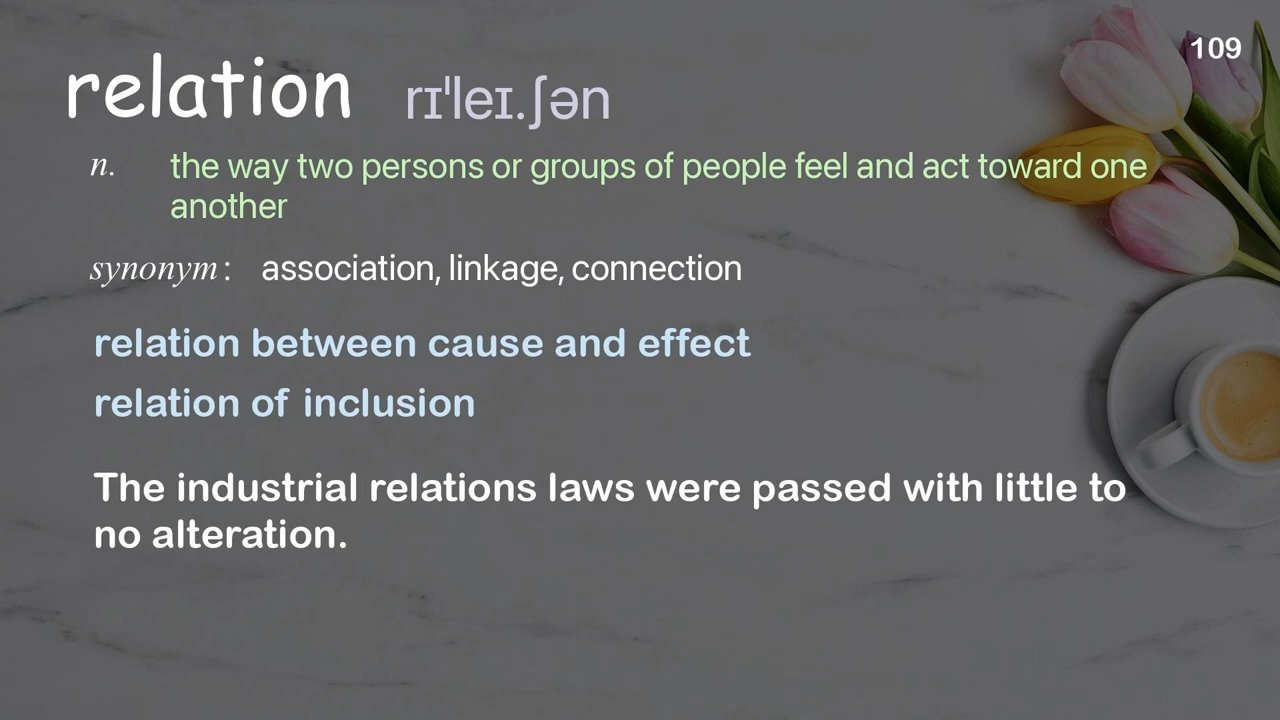 109
relation rɪˈleɪ.ʃən
n. the way two persons or groups of people feel and act toward one
another
synonym: association, linkage, connection
relation between cause and effect
relation of inclusion
The industrial relations laws were passed with little to
no alteration.